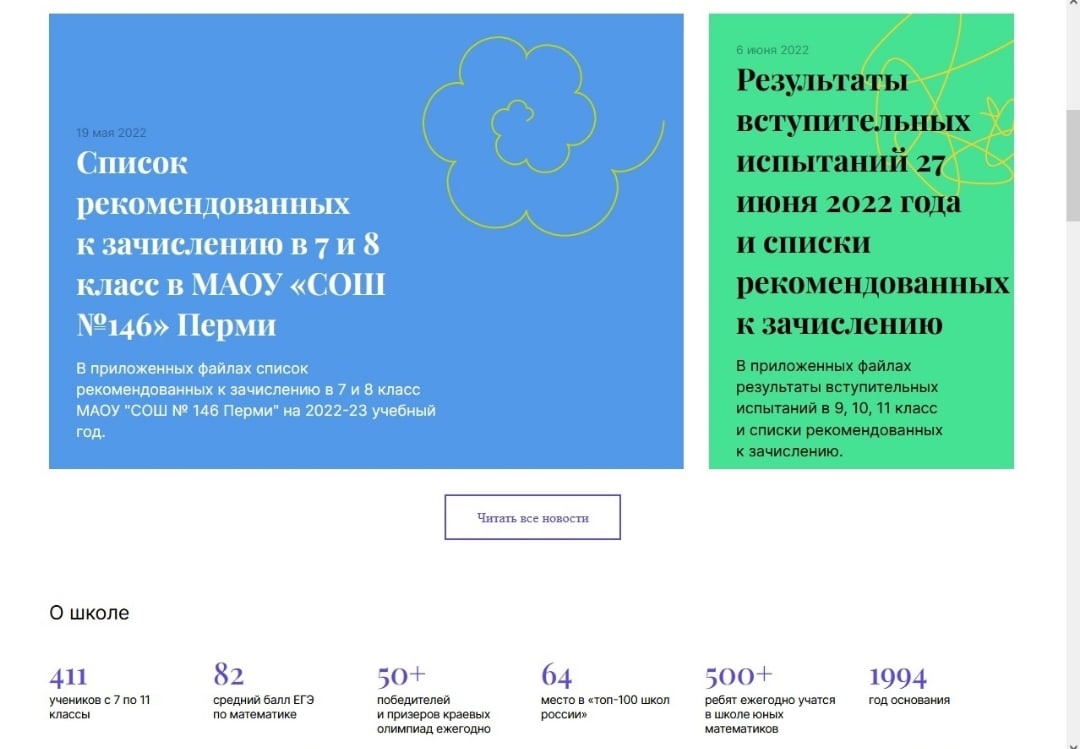 19 мая 2022
Список
рекомендованных
к зачислению в 7 и 8
класс в МАОУ «СОШ
№146» Перми
В приложенных файлах список
рекомендованных к зачислению в 7 и 8 класс
МАОУ "СОШ № 146 Перми" на 2022-23 учебный
год.
6 июня 2022
Результаты
вступительных
испытаний 27
июня 2022 года
и списки
рекомендованных
к зачислению
В приложенных файлах
результаты вступительных
испытаний в 9, 10, 11 класс
и списки рекомендованных
к зачислению.
Читать все новости
О школе
411
учеников с 7 по 11
классы
82
средний балл ЕГЭ
по математике
50+
победителей
и призеров краевых
олимпиад ежегодно
64
место в «топ-100 школ
россии»
500+
ребят ежегодно учатся
в школе юных
математиков
1994
год основания